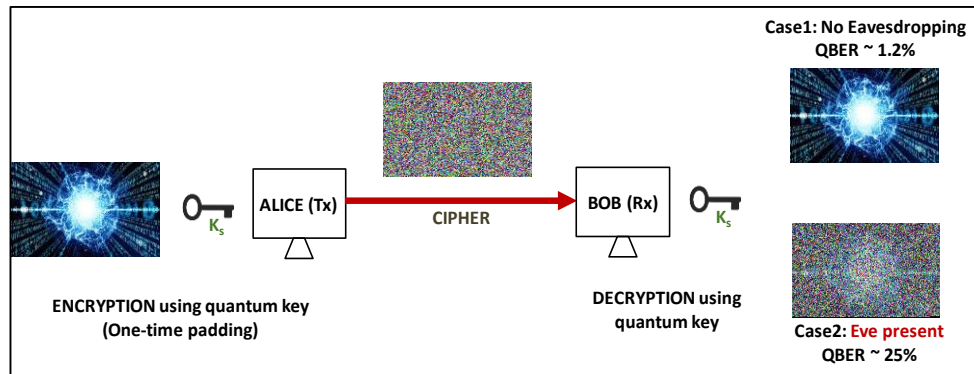 Case1: No Eavesdropping
QBER ~ 1.2%
ALICE (Tx)
BOB (Rx)
CIPHER
Ks
Ks
ENCRYPTION using quantum key
(One-time padding)
DECRYPTION using
quantum key
Case2: Eve present
QBER ~ 25%